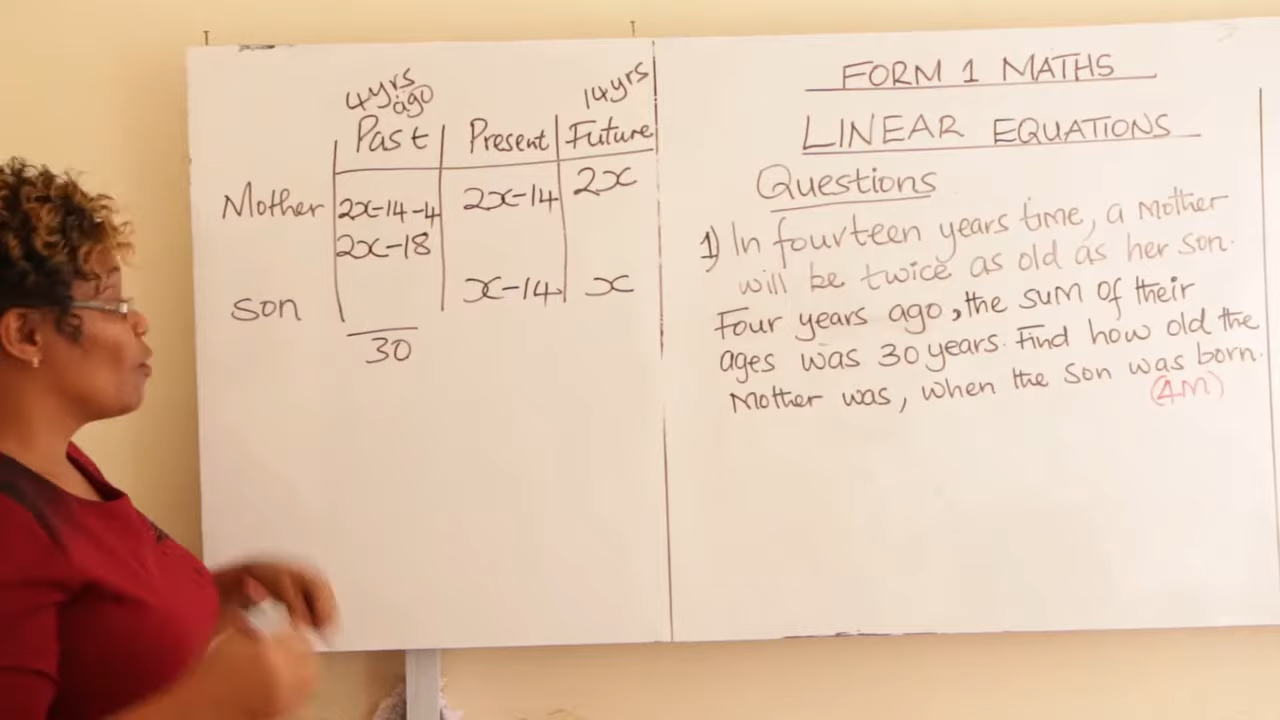 4yrs ago
14yrs
Past Present Future
Mother 2x-14-4 2x-14 2x
2x-18
Son x-14 x
30
FORM 1 MATHS
LINEAR EQUATIONS
Questions
1) In fourteen years time, a Mother
will be twice as old as her son.
Four years ago, the sum of their
ages was 30 years. Find how old the
Mother was, when the son was born.
(4M)